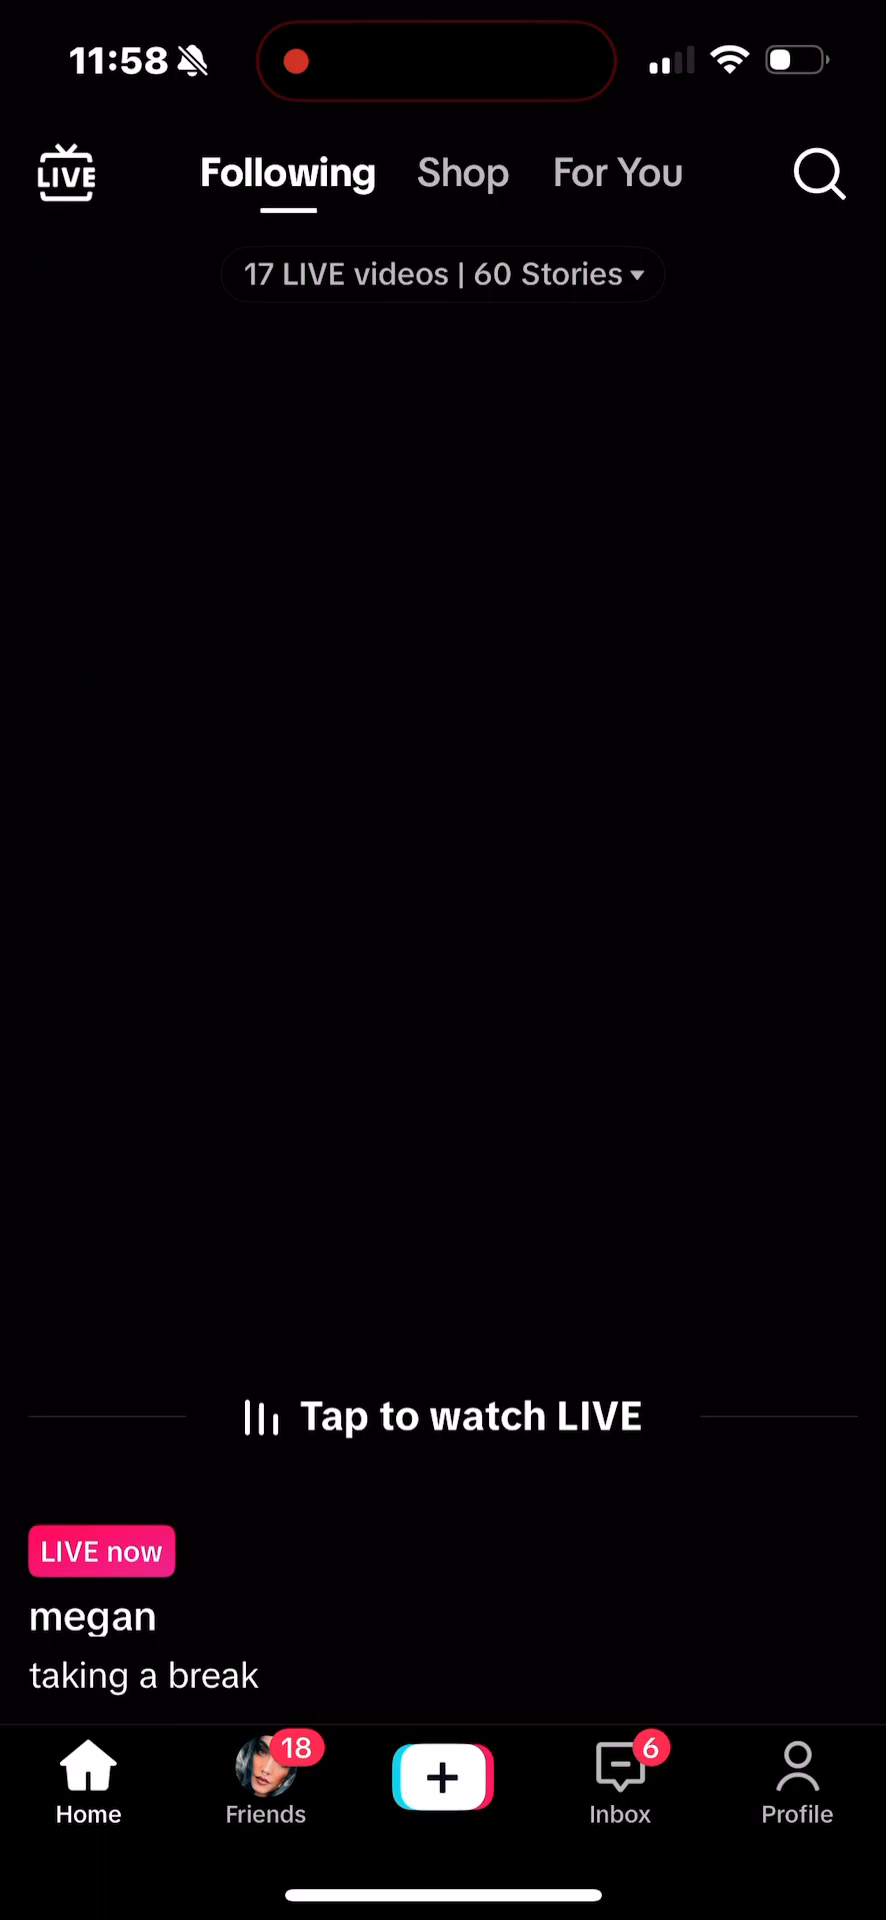 11:58
LIVE
Following Shop For You
17 LIVE videos | 60 Stories
Tap to watch LIVE
LIVE now
megan
taking a break
18
6
Home Friends Inbox Profile